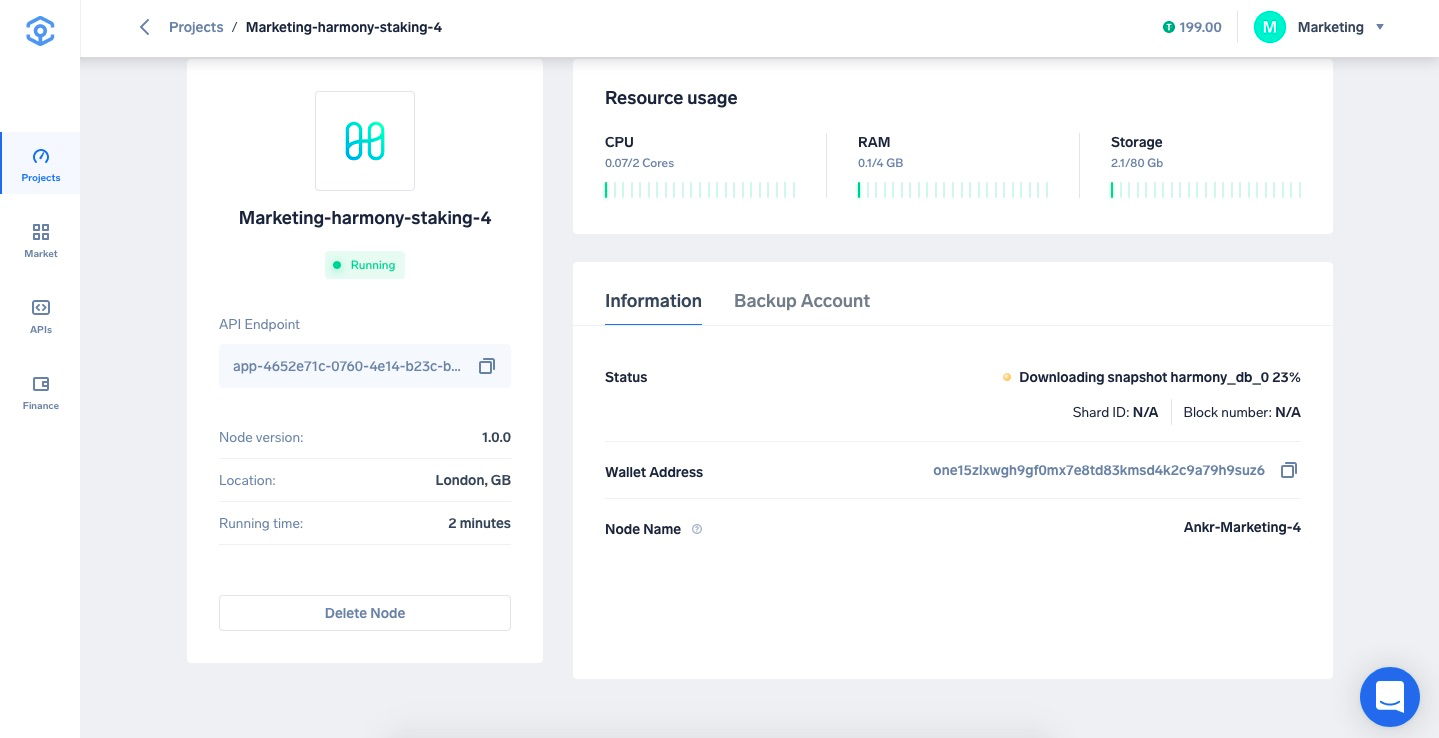 Projects / Marketing-harmony-staking-4
199.00
M Marketing
Projects
Market
APIs
Finance
Marketing-harmony-staking-4
Running
API Endpoint
app-4652e71c-0760-4e14-b23c-b...
Node version: 1.0.0
Location: London, GB
Running time: 2 minutes
Delete Node
Resource usage
CPU
0.07/2 Cores
RAM
0.1/4 GB
Storage
2.1/80 Gb
Information Backup Account
Status Downloading snapshot harmony_db_0 23%
Shard ID: N/A Block number: N/A
Wallet Address one15zlxwgh9gf0mx7e8td83kmsd4k2c9a79h9suz6
Node Name Ankr-Marketing-4